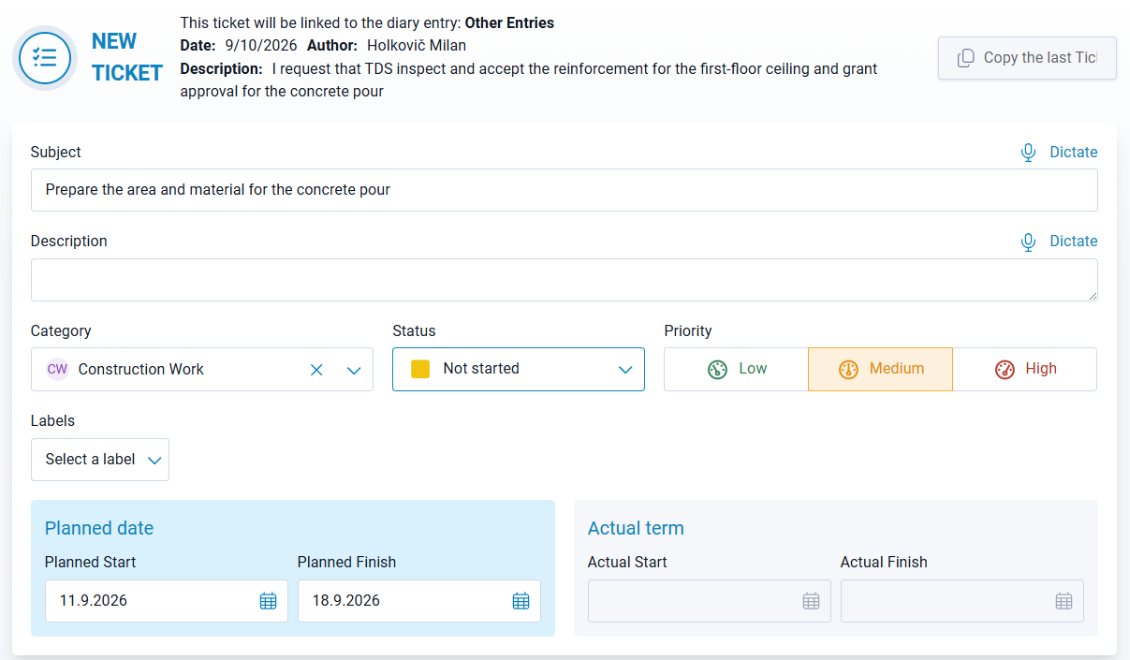 NEW
TICKET
This ticket will be linked to the diary entry: Other Entries
Date: 9/10/2026 Author: Holkovič Milan
Description: I request that TDS inspect and accept the reinforcement for the first-floor ceiling and grant
approval for the concrete pour
Copy the last Tic
Subject
Dictate
Prepare the area and material for the concrete pour
Description
Dictate
Category
Status
Priority
CW Construction Work
Not started
Low
Medium
High
Labels
Select a label
Planned date
Actual term
Planned Start
Planned Finish
Actual Start
Actual Finish
11.9.2026
18.9.2026